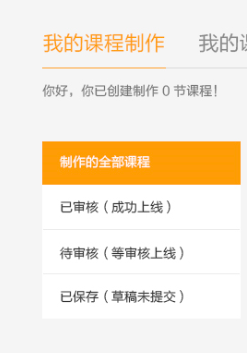 我的课程制作 我的
你好，你已创建制作 0 节课程！
制作的全部课程
已审核（成功上线）
待审核（等审核上线）
已保存（草稿未提交）